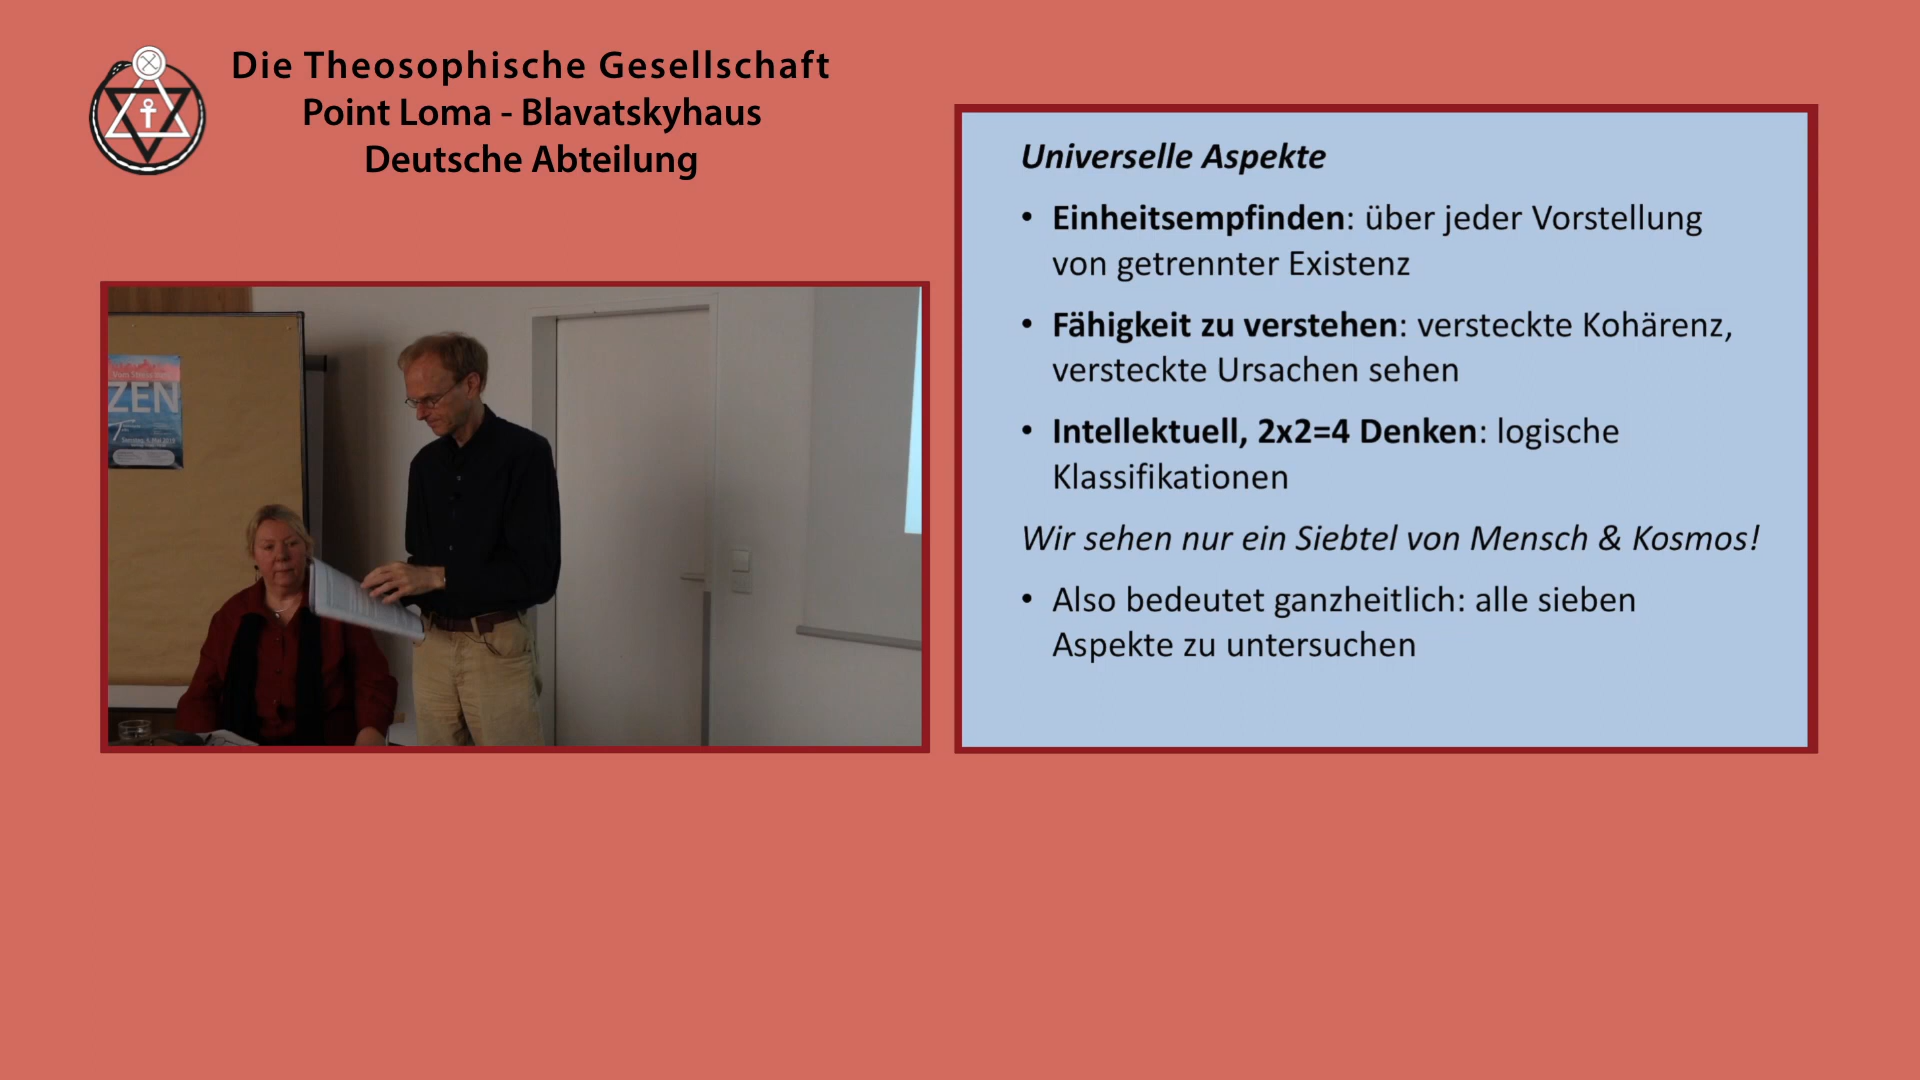 Die Theosophische Gesellschaft
Point Loma - Blavatskyhaus
Deutsche Abteilung
Universelle Aspekte
• Einheitsempfinden: über jeder Vorstellung
von getrennter Existenz
• Fähigkeit zu verstehen: versteckte Kohärenz,
versteckte Ursachen sehen
• Intellektuell, 2x2=4 Denken: logische
Klassifikationen
Wir sehen nur ein Siebtel von Mensch & Kosmos!
• Also bedeutet ganzheitlich: alle sieben
Aspekte zu untersuchen
ZEN